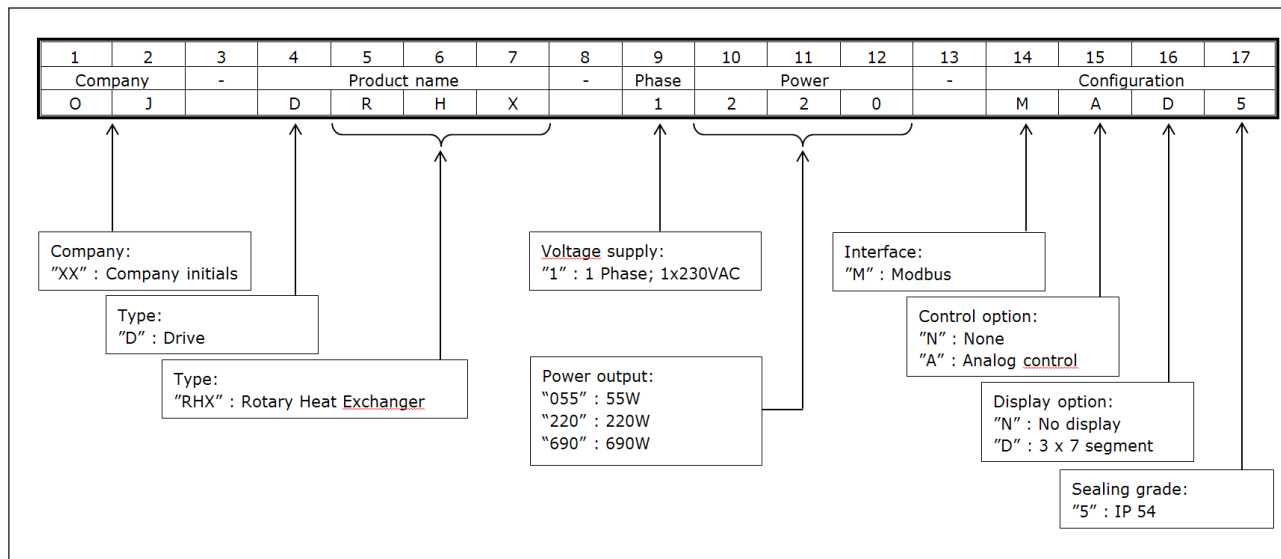 1 2 3 4 5 6 7 8 9 10 11 12 13 14 15 16 17
Company - Product name - Phase Power - Configuration
O J D R H X 1 2 2 0 M A D 5
Company:
”XX” : Company initials
Voltage supply:
”1” : 1 Phase; 1x230VAC
Interface:
”M” : Modbus
Type:
”D” : Drive
Control option:
”N” : None
”A” : Analog control
Type:
”RHX” : Rotary Heat Exchanger
Power output:
“055” : 55W
“220” : 220W
“690” : 690W
Display option:
”N” : No display
”D” : 3 x 7 segment
Sealing grade:
”5” : IP 54